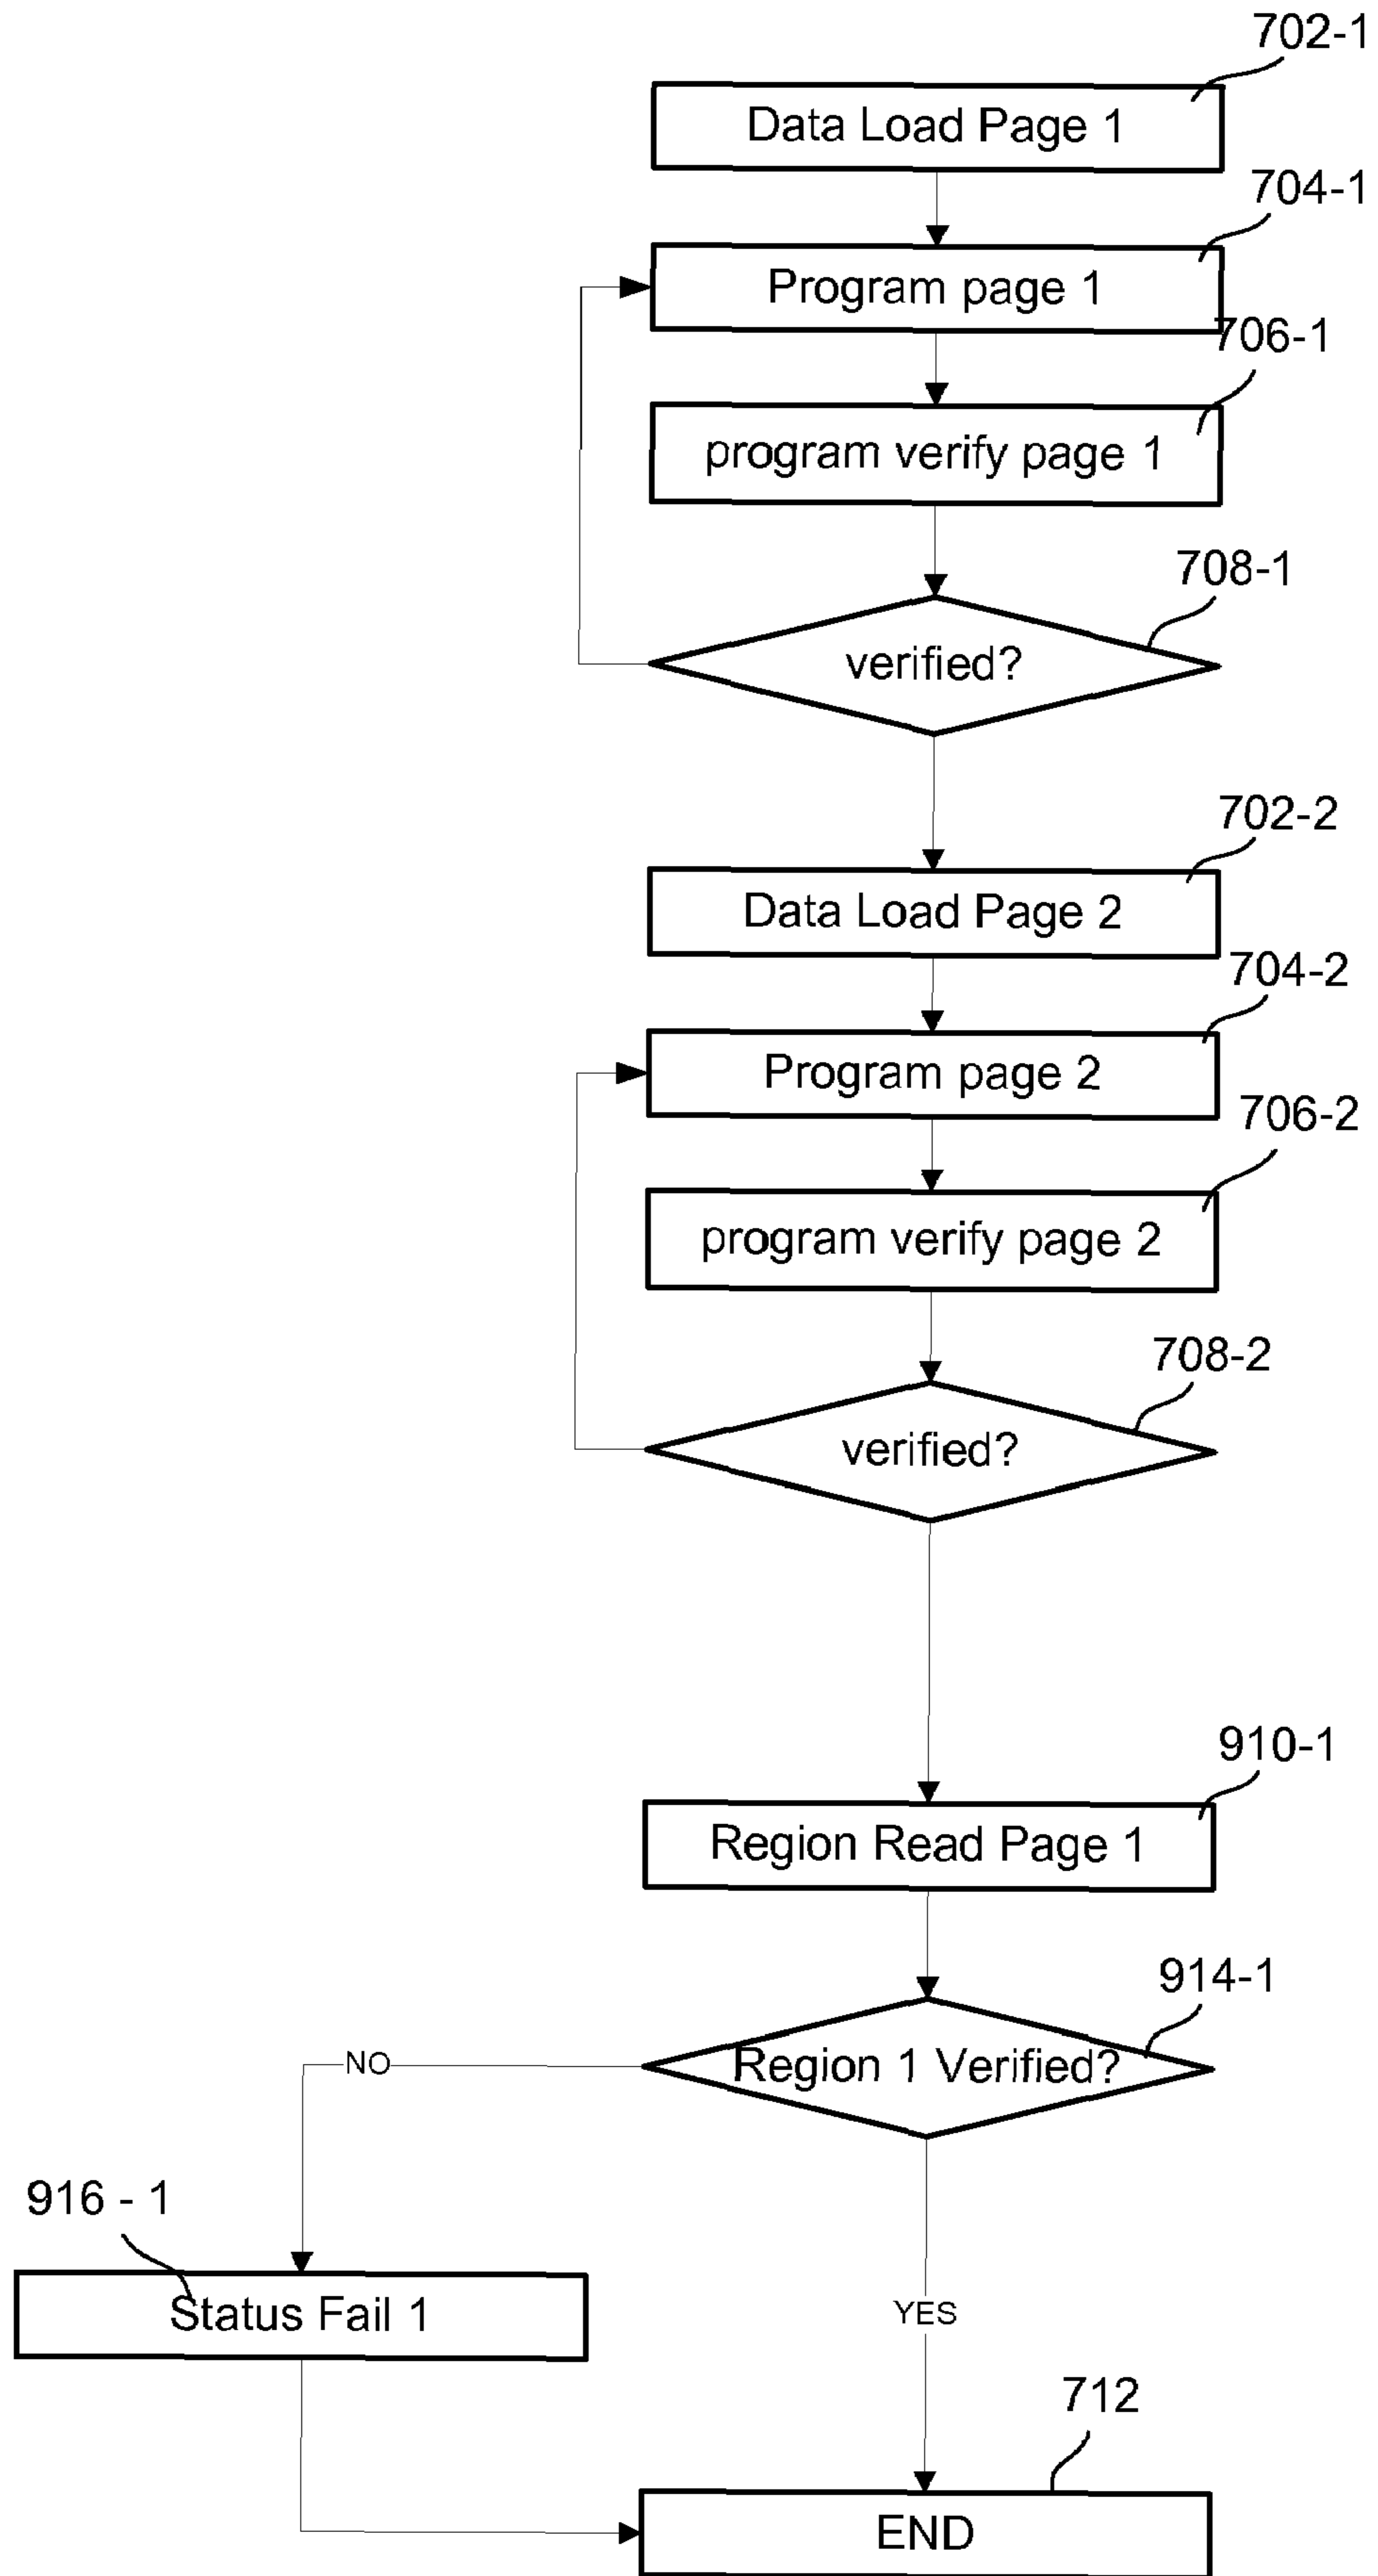 702-1
Data Load Page 1
704-1
Program page 1
706-1
program verify page 1
708-1
verified?
702-2
Data Load Page 2
704-2
Program page 2
706-2
program verify page 2
708-2
verified?
910-1
Region Read Page 1
914-1
Region 1 Verified?
NO
916 - 1
Status Fail 1
YES
712
END